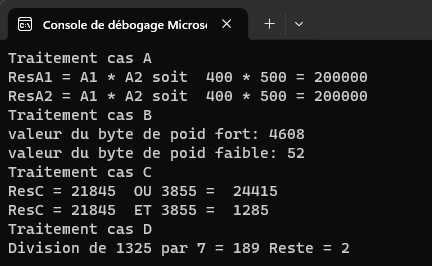 Console de débogage Micros
Traitement cas A
ResA1 = A1 * A2 soit  400 * 500 = 200000
ResA2 = A1 * A2 soit  400 * 500 = 200000
Traitement cas B
valeur du byte de poid fort: 4608
valeur du byte de poid faible: 52
Traitement cas C
ResC = 21845  OU 3855 =  24415
ResC = 21845  ET 3855 =  1285
Traitement cas D
Division de 1325 par 7 = 189 Reste = 2